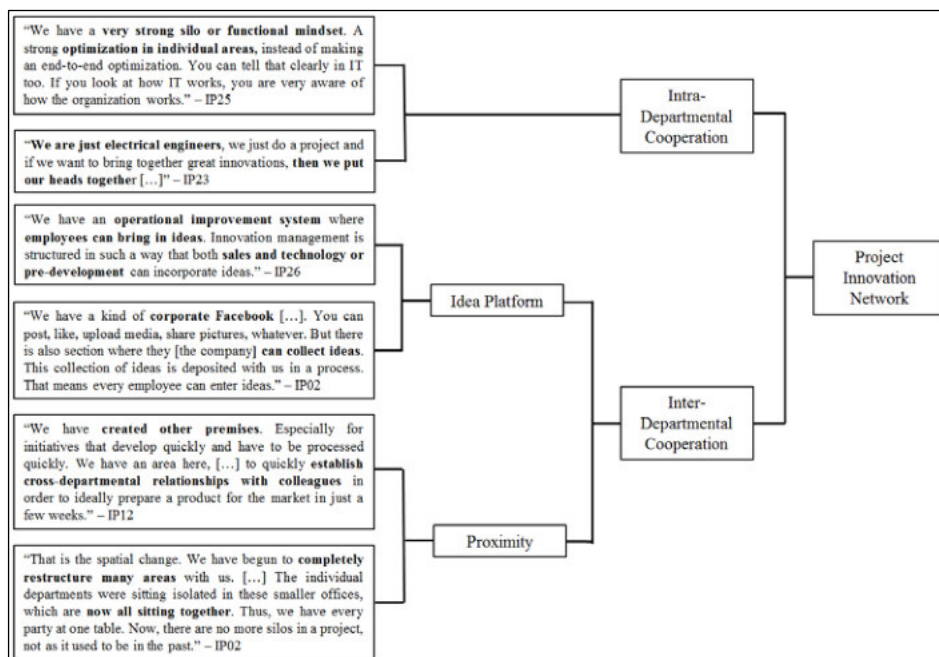 “We have a very strong silo or functional mindset. A
strong optimization in individual areas, instead of making
an end-to-end optimization. You can tell that clearly in IT
too. If you look at how IT works, you are very aware of
how the organization works.” – IP25
“We are just electrical engineers, we just do a project and
if we want to bring together great innovations, then we put
our heads together […]” – IP23
“We have an operational improvement system where
employees can bring in ideas. Innovation management is
structured in such a way that both sales and technology or
pre-development can incorporate ideas.” – IP26
“We have a kind of corporate Facebook […]. You can
post, like, upload media, share pictures, whatever. But there
is also section where they [the company] can collect ideas.
This collection of ideas is deposited with us in a process.
That means every employee can enter ideas.” – IP02
“We have created other premises. Especially for
initiatives that develop quickly and have to be processed
quickly. We have an area here, […] to quickly establish
cross-departmental relationships with colleagues in
order to ideally prepare a product for the market in just a
few weeks.” – IP12
“That is the spatial change. We have begun to completely
restructure many areas with us. […] The individual
departments were sitting isolated in these smaller offices,
which are now all sitting together. Thus, we have every
party at one table. Now, there are no more silos in a project,
not as it used to be in the past.” – IP02
Idea Platform
Proximity
Intra-
Departmental
Cooperation
Inter-
Departmental
Cooperation
Project
Innovation
Network